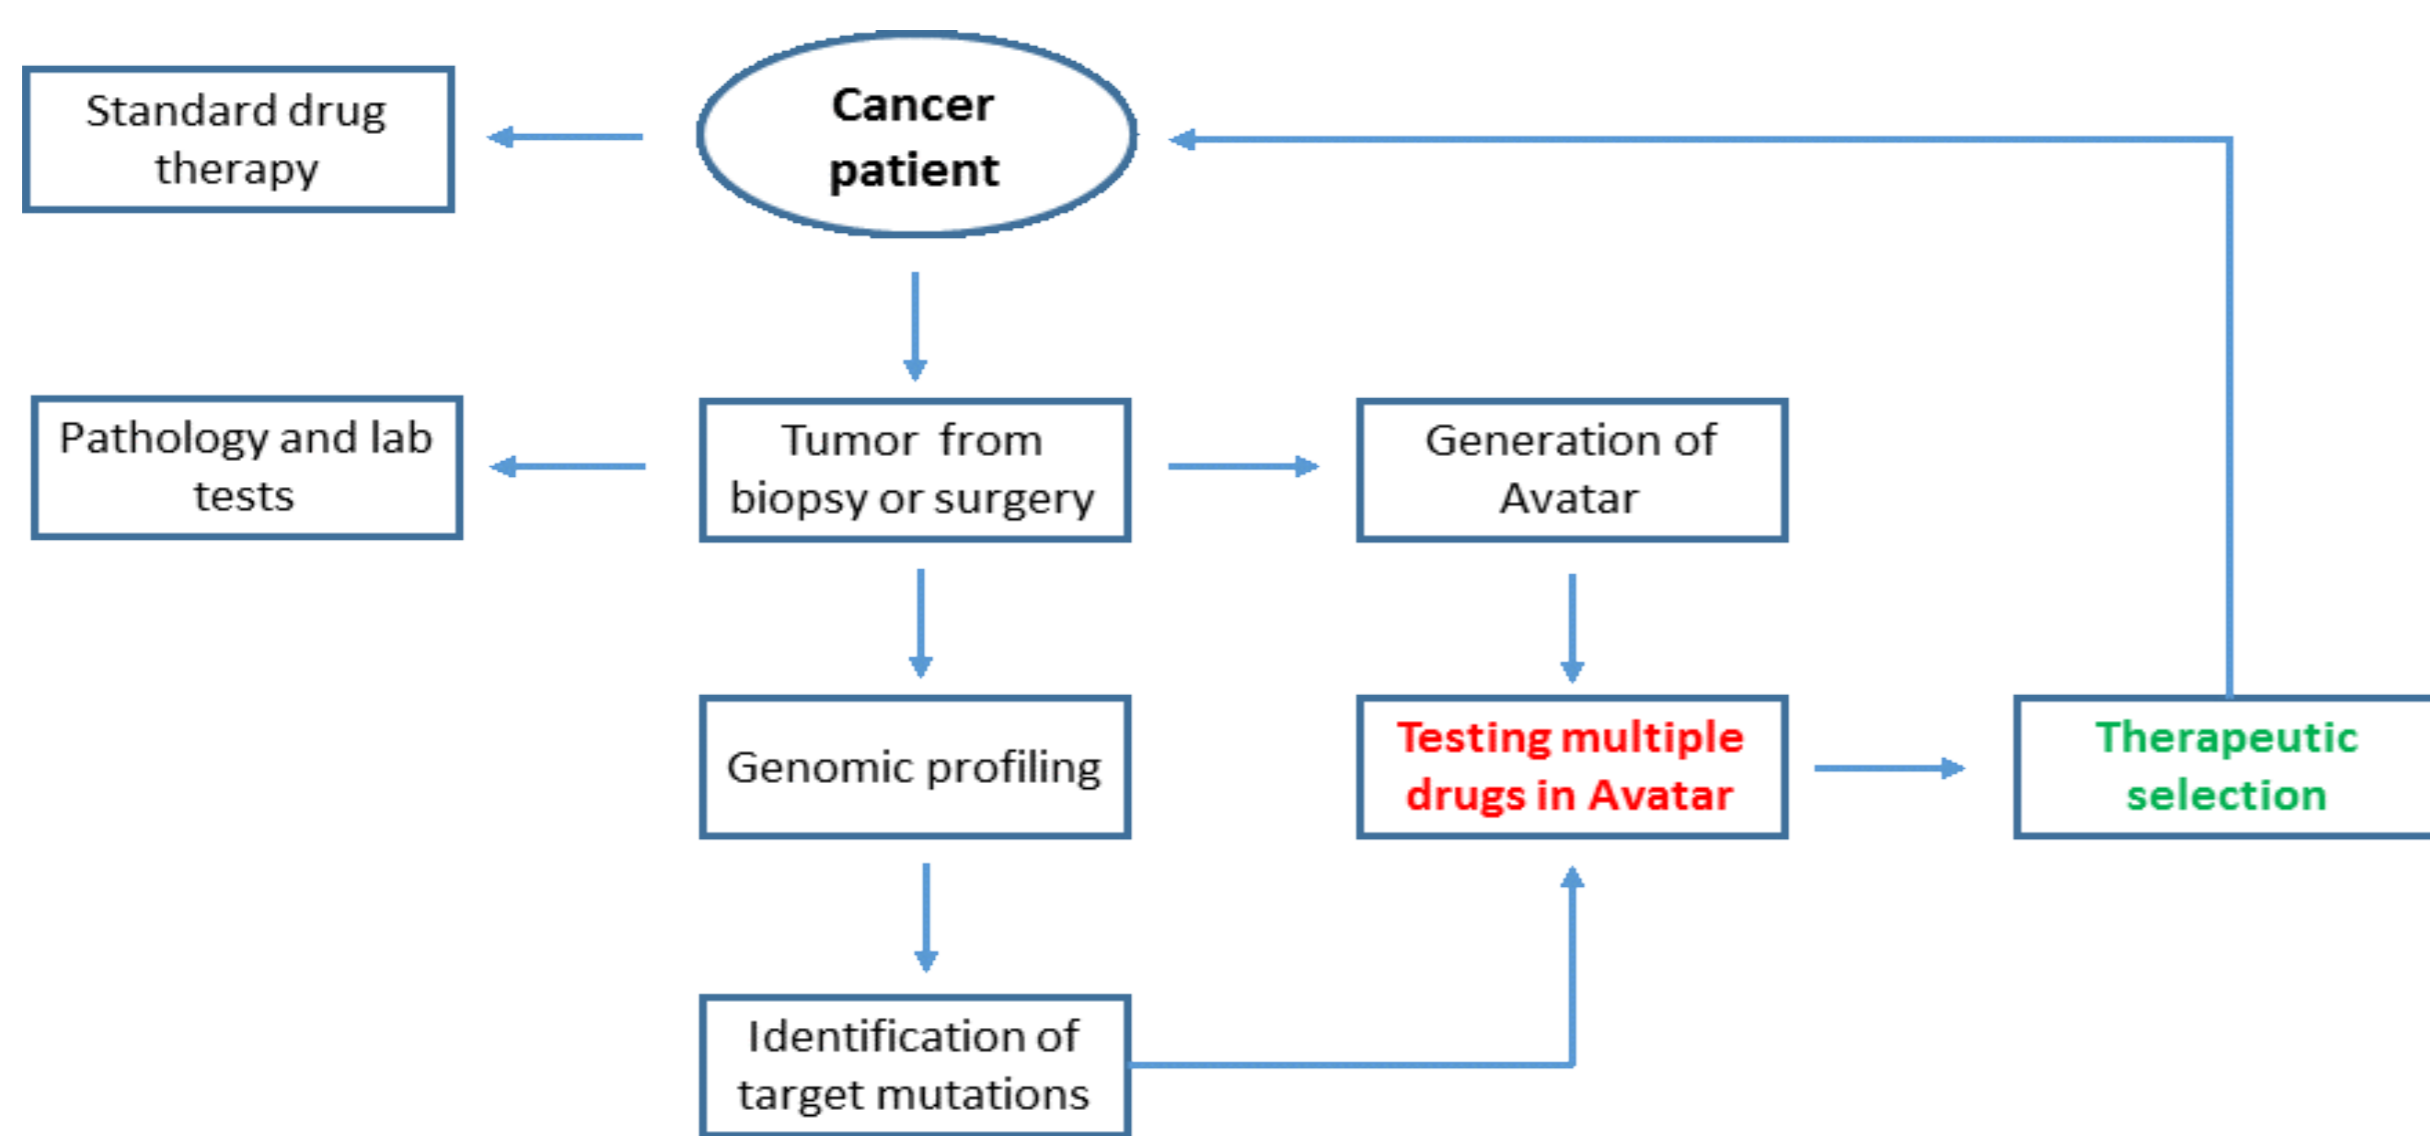 Standard drug
therapy
Cancer
patient
Pathology and lab
tests
Tumor from
biopsy or surgery
Generation of
Avatar
Genomic profiling
Testing multiple
drugs in Avatar
Therapeutic
selection
Identification of
target mutations